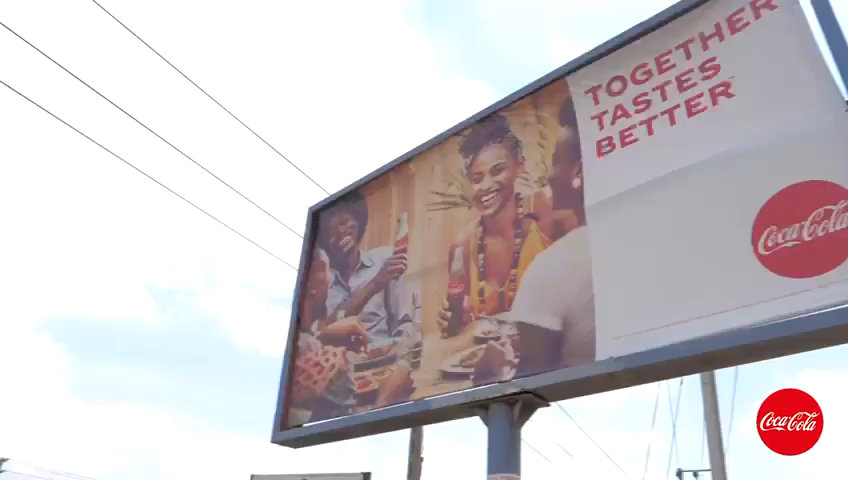 TOGETHER
TASTES
BETTER
Coca-Cola
Coca-Cola